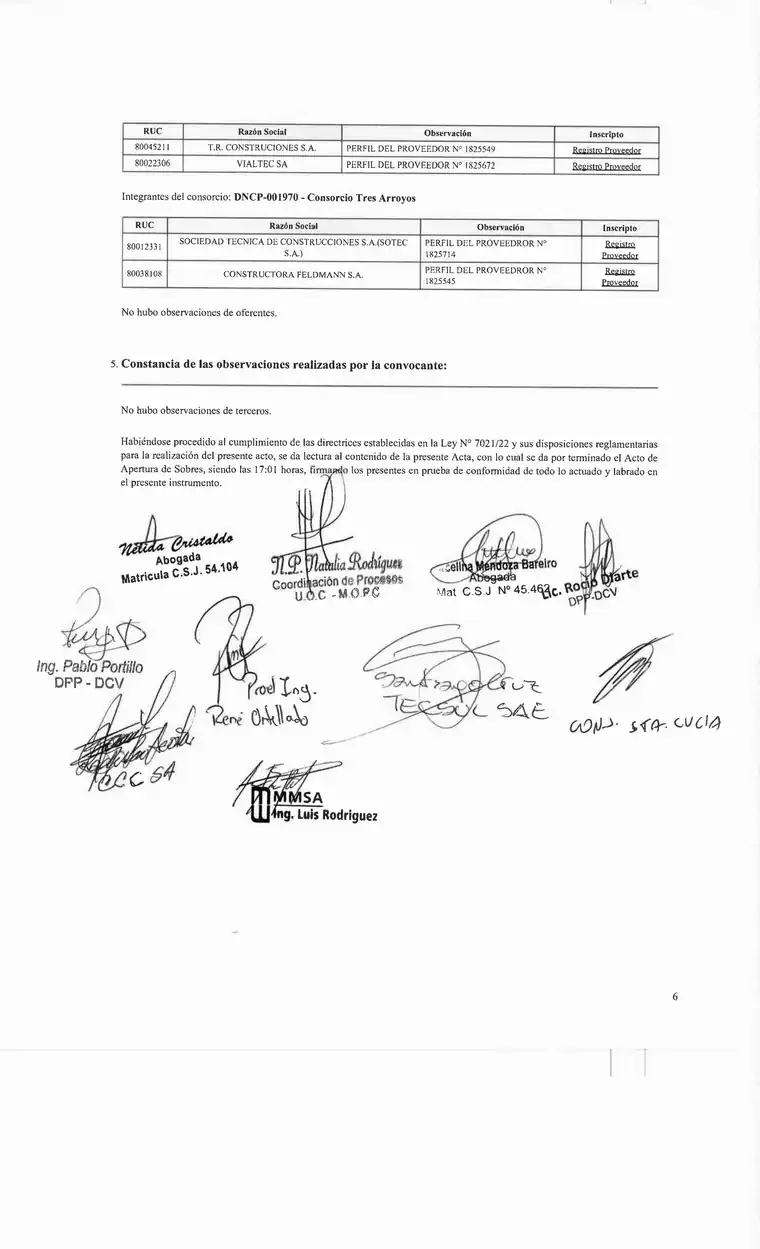 RUC Razón Social Observación Inscripto
80045211 T.R. CONSTRUCIONES S.A. PERFIL DEL PROVEEDOR N° 1825549 Registro Proveedor
80022306 VIALTEC SA PERFIL DEL PROVEEDOR N° 1825672 Registro Proveedor
Integrantes del consorcio: DNCP-001970 - Consorcio Tres Arroyos
RUC Razón Social Observación Inscripto
80012331 SOCIEDAD TECNICA DE CONSTRUCCIONES S.A.(SOTEC S.A.) PERFIL DEL PROVEEDROR N° 1825714 Registro Proveedor
80038108 CONSTRUCTORA FELDMANN S.A. PERFIL DEL PROVEEDROR N° 1825545 Registro Proveedor
No hubo observaciones de oferentes.
5. Constancia de las observaciones realizadas por la convocante:
No hubo observaciones de terceros.
Habiéndose procedido al cumplimiento de las directrices establecidas en la Ley N° 7021/22 y sus disposiciones reglamentarias
para la realización del presente acto, se da lectura al contenido de la presente Acta, con lo cual se da por terminado el Acto de
Apertura de Sobres, siendo las 17:01 horas, firmando los presentes en prueba de conformidad de todo lo actuado y labrado en
el presente instrumento.
Nélida Cristaldo
Abogada
Matricula C.S.J. 54.104
N.P. Natalia Rodríguez
Coordinación de Procesos
U.O.C - M.O.P.C
Mendoza Bareiro
Abogada
Mat C.S.J N° 45.463
Lic. Rocio Duarte
DPP-DCV
Ing. Pablo Portillo
DPP - DCV
Ing.
René Orihuela
TECSUL SAE
CONS. STA. CUCIA
CC SA
MMSA
Ing. Luis Rodriguez
6